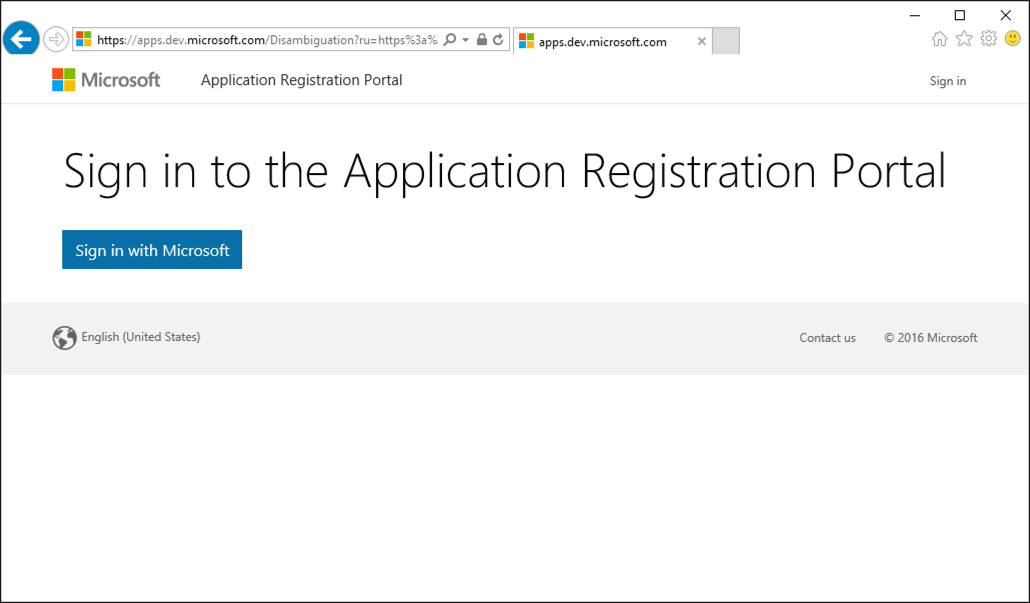 https://apps.dev.microsoft.com/Disambiguation?ru=https%3a%
apps.dev.microsoft.com
Microsoft
Application Registration Portal
Sign in
Sign in to the Application Registration Portal
Sign in with Microsoft
English (United States)
Contact us
© 2016 Microsoft